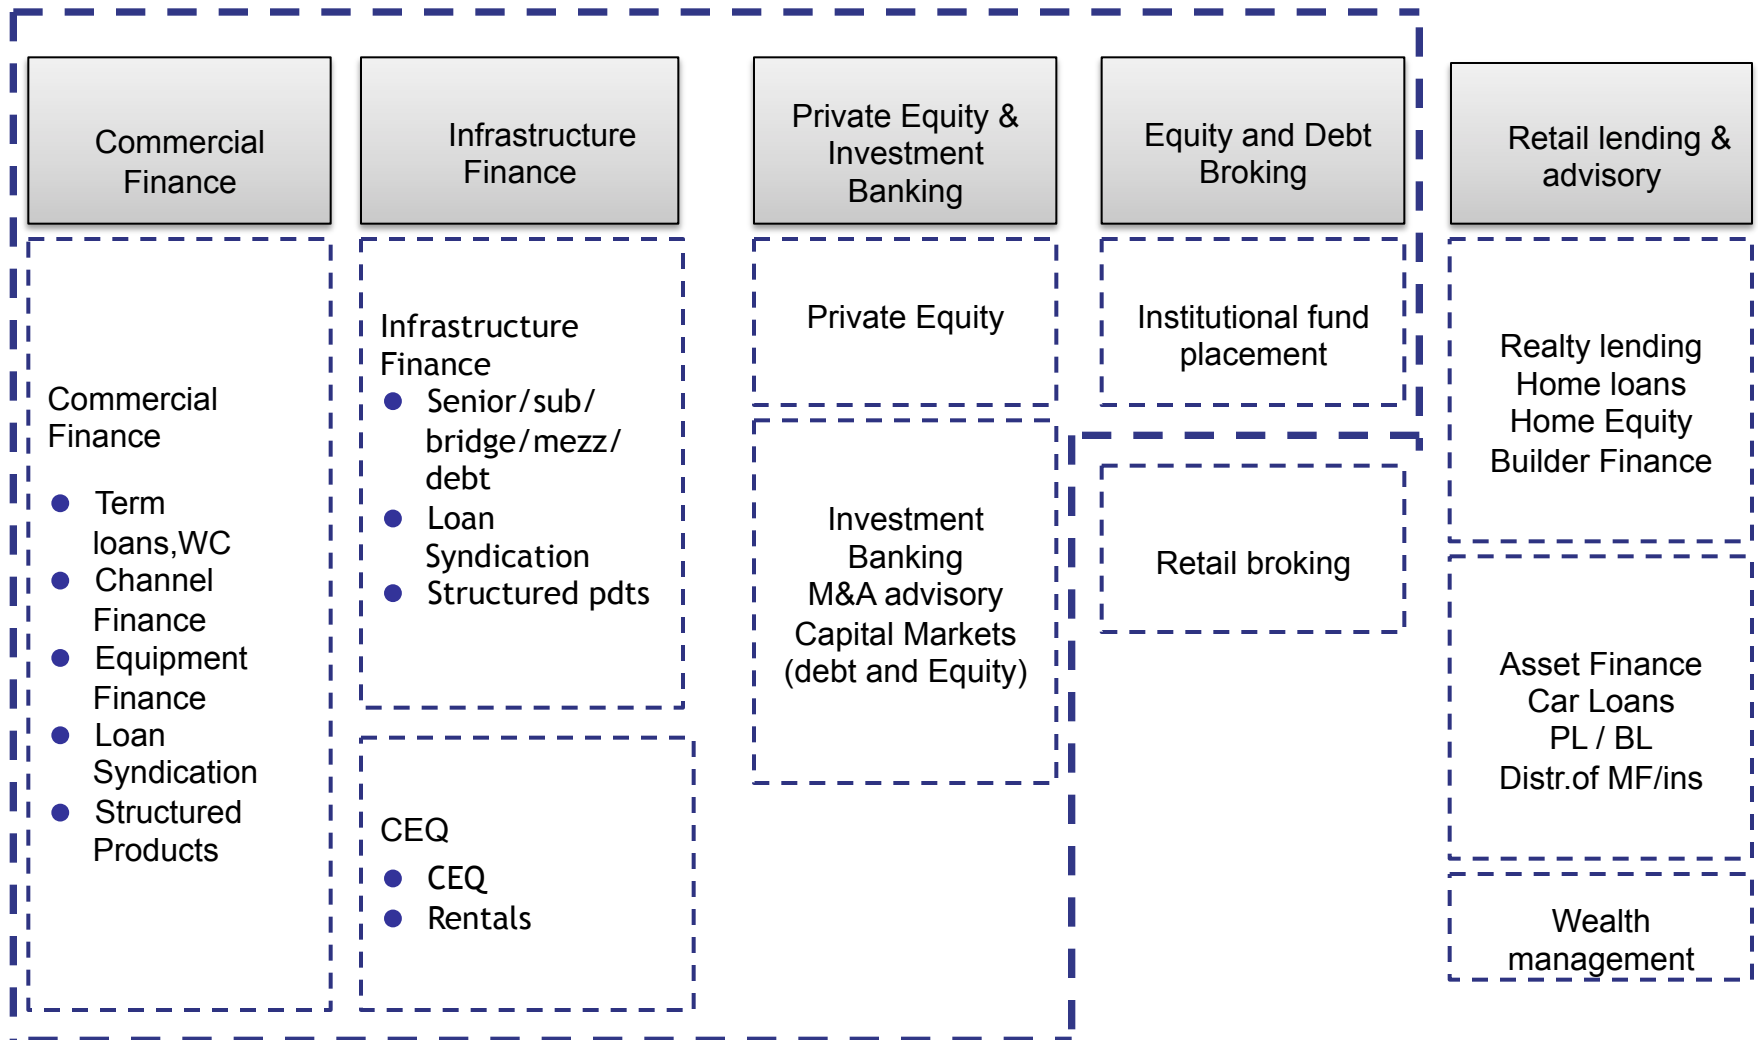 Commercial
Finance
Infrastructure
Finance
Private Equity &
Investment
Banking
Equity and Debt
Broking
Retail lending &
advisory
Commercial
Finance
Term
loans,WC
Channel
Finance
Equipment
Finance
Loan
Syndication
Structured
Products
Infrastructure
Finance
Senior/sub/
bridge/mezz/
debt
Loan
Syndication
Structured pdts
CEQ
CEQ
Rentals
Private Equity
Investment
Banking
M&A advisory
Capital Markets
(debt and Equity)
Institutional fund
placement
Retail broking
Realty lending
Home loans
Home Equity
Builder Finance
Asset Finance
Car Loans
PL / BL
Distr.of MF/ins
Wealth
management